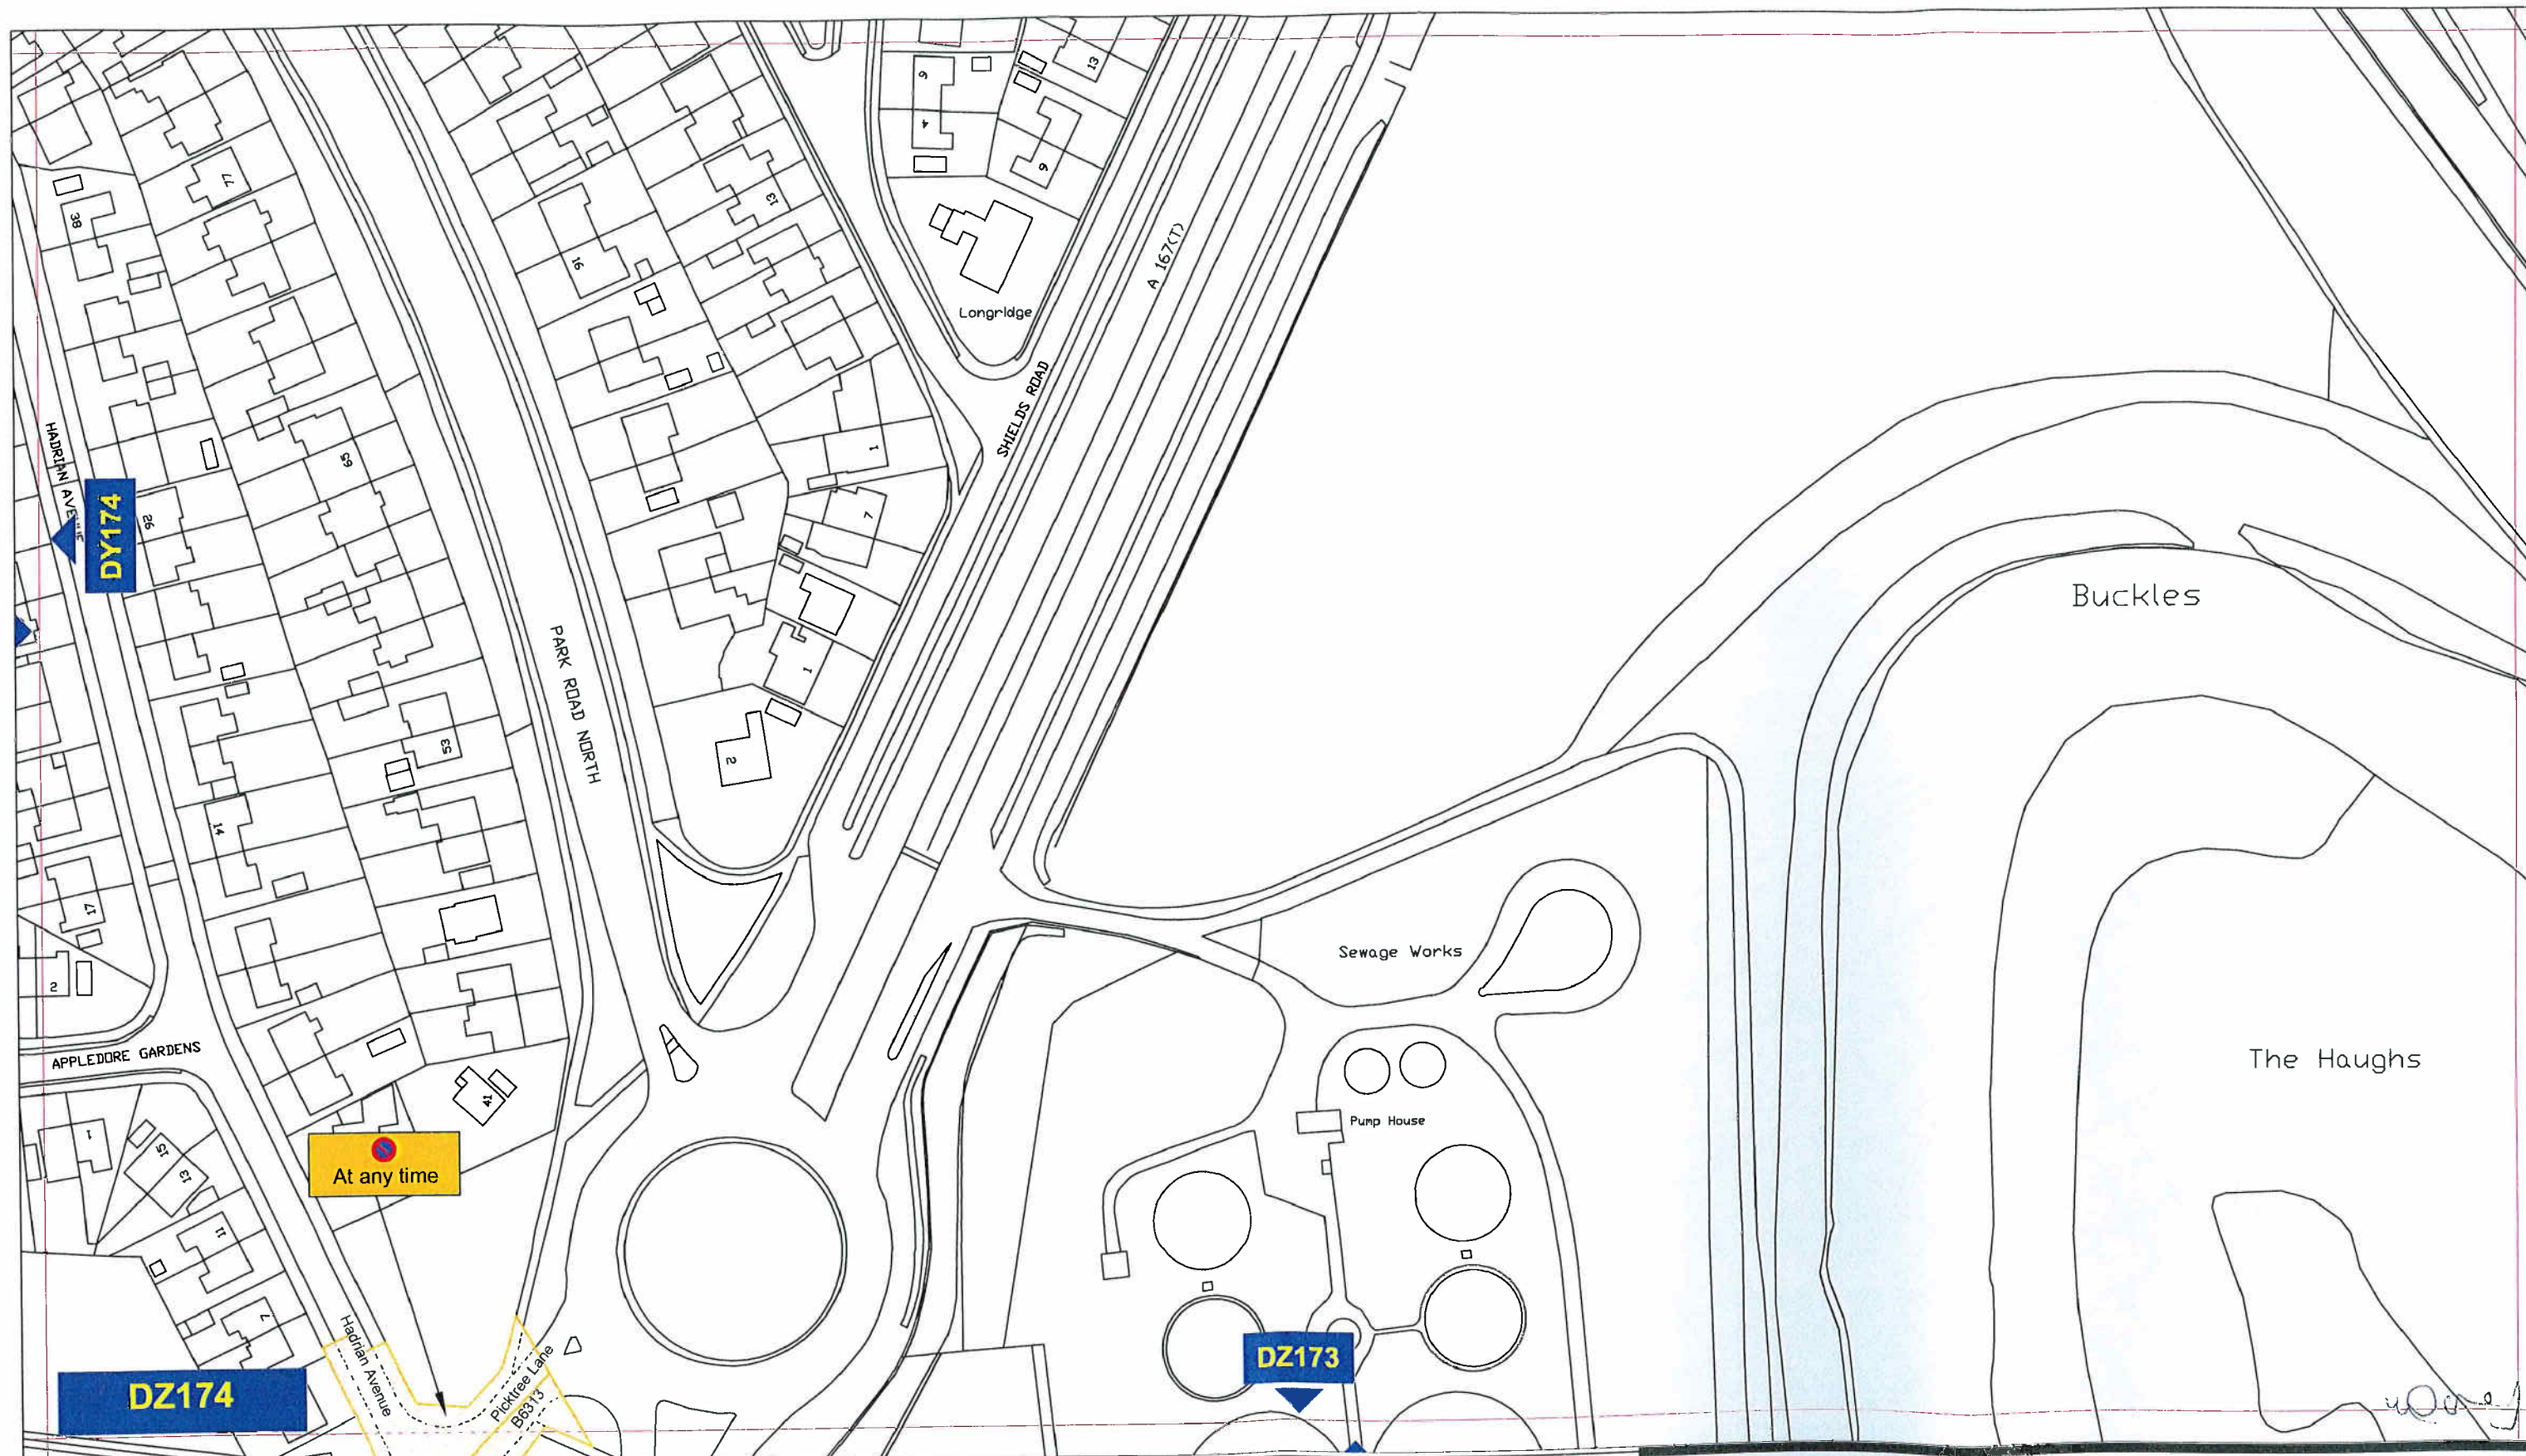 9
13
4
9
77
38
13
16
A 167(T)
Longridge
SHIELDS ROAD
HADRIAN AVENUE
65
1
DY174
26
7
Buckles
PARK ROAD NORTH
1
53
2
14
17
Sewage Works
2
APPLEDORE GARDENS
The Haughs
41
Pump House
1
15
13
At any time
11
7
Hadrian Avenue
Picktree Lane
B6313
DZ173
DZ174